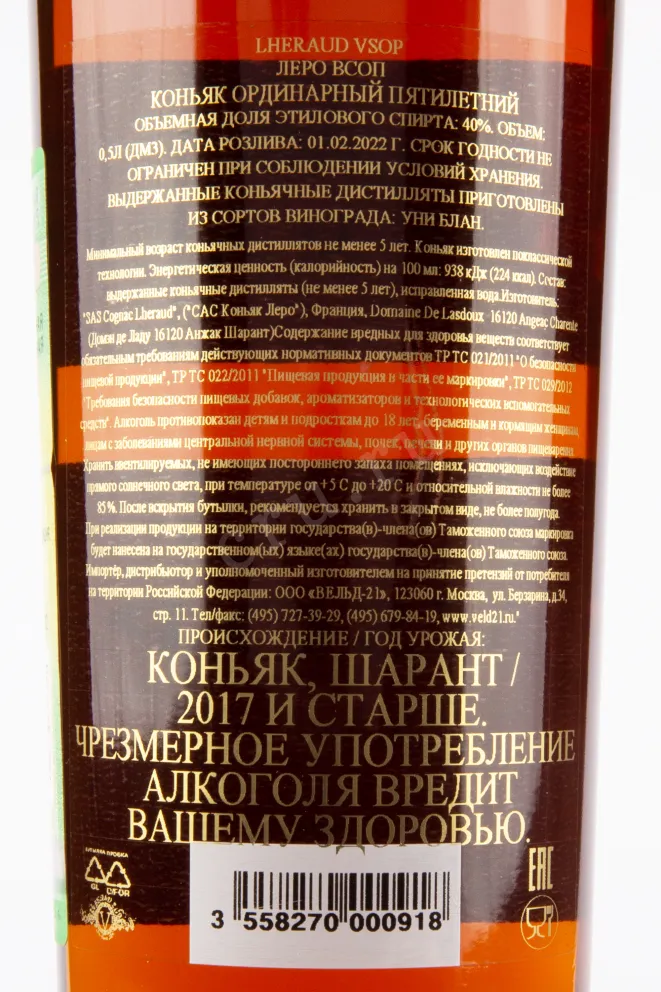 LHERAUD VSOP
ЛЕРО ВСОП
КОНЬЯК ОРДИНАРНЫЙ ПЯТИЛЕТНИЙ
ОБЪЕМНАЯ ДОЛЯ ЭТИЛОВОГО СПИРТА: 40%. ОБЪЕМ:
0,5Л (ДМ3). ДАТА РОЗЛИВА: 01.02.2022 Г. СРОК ГОДНОСТИ НЕ
ОГРАНИЧЕН ПРИ СОБЛЮДЕНИИ УСЛОВИЙ ХРАНЕНИЯ.
ВЫДЕРЖАННЫЕ КОНЬЯЧНЫЕ ДИСТИЛЛЯТЫ ПРИГОТОВЛЕНЫ
ИЗ СОРТОВ ВИНОГРАДА: УНИ БЛАН.
Минимальный возраст коньячных дистиллятов не менее 5 лет. Коньяк изготовлен поклассической
технологии. Энергетическая ценность (калорийность) на 100 мл: 938 кДж (224 ккал). Состав:
выдержанные коньячные дистилляты (не менее 5 лет), исправленная вода.Изготовитель:
"SAS Cognac Lheraud", ("САС Коньяк Леро"), Франция, Domaine De Lasdoux 16120 Angeac Charente
(Домэн де Ладу 16120 Анжак Шарант)Содержание вредных для здоровья веществ соответствует
обязательным требованиям действующих нормативных документов ТР ТС 021/2011 "О безопасности
пищевой продукции", ТР ТС 022/2011 "Пищевая продукция в части ее маркировки", ТР ТС 029/2012
"Требования безопасности пищевых добавок, ароматизаторов и технологических вспомогательных
средств". Алкоголь противопоказан детям и подросткам до 18 лет, беременным и кормящим женщинам,
лицам с заболеваниями центральной нервной системы, почек, печени и других органов пищеварения.
Хранить ввентилируемых, не имеющих постороннего запаха помещениях, исключающих воздействие
прямого солнечного света, при температуре от +5 С до +20 С и относительной влажности не более
85%. После вскрытия бутылки, рекомендуется хранить в закрытом виде, не более полугода.
При реализации продукции на территории государства(в)-члена(ов) Таможенного союза маркировка
будет нанесена на государственном(ых) языке(ах) государства(в)-члена(ов) Таможенного союза.
Импортёр, дистрибьютор и уполномоченный изготовителем на принятие претензий от потребителя
на территории Российской Федерации: ООО «ВЕЛЬД-21», 123060 г. Москва, ул. Берзарина, д.34,
стр. 11. Тел/факс: (495) 727-39-29, (495) 679-84-19, www.veld21.ru".
ПРОИСХОЖДЕНИЕ / ГОД УРОЖАЯ:
КОНЬЯК, ШАРАНТ /
2017 И СТАРШЕ.
ЧРЕЗМЕРНОЕ УПОТРЕБЛЕНИЕ
АЛКОГОЛЯ ВРЕДИТ
ВАШЕМУ ЗДОРОВЬЮ.
БУТЫЛКА ПРОБКА
GL C/FOR
EAC
V
3 558270 000918